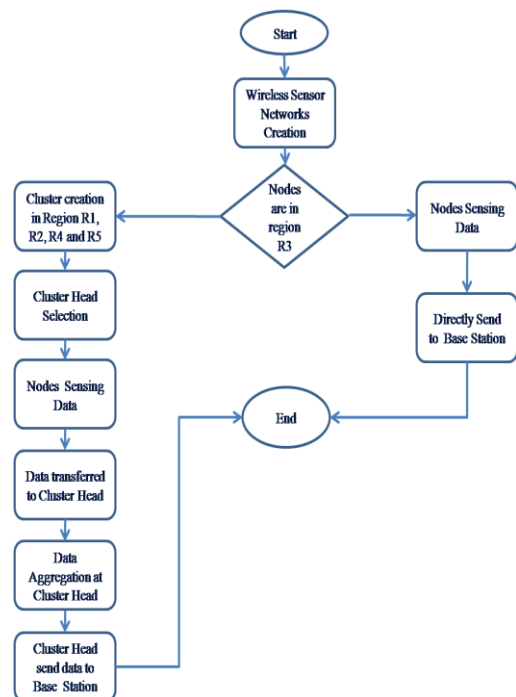 Start
Wireless Sensor
Networks
Creation
Nodes
are in
region
R3
Cluster creation
in Region R1,
R2, R4 and R5
Cluster Head
Selection
Nodes Sensing
Data
Data transferred
to Cluster Head
Data
Aggregation at
Cluster Head
Cluster Head
send data to
Base Station
Nodes Sensing
Data
Directly Send
to Base Station
End